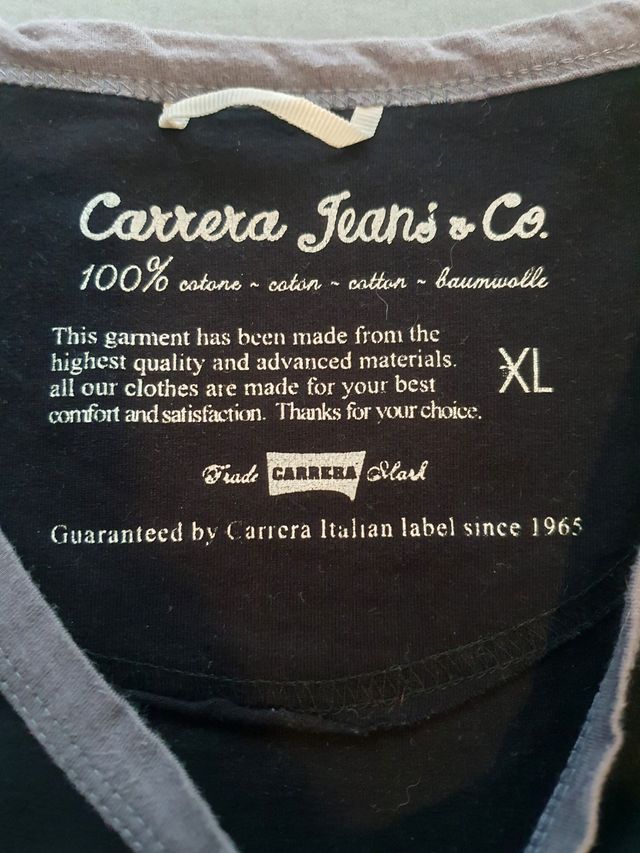 Carrera Jeans & Co.
100% cotone ~ coton ~ cotton ~ baumwolle
This garment has been made from the
highest quality and advanced materials.
all our clothes are made for your best
comfort and satisfaction. Thanks for your choice.
XL
Trade CARRERA Mark
Guaranteed by Carrera Italian label since 1965